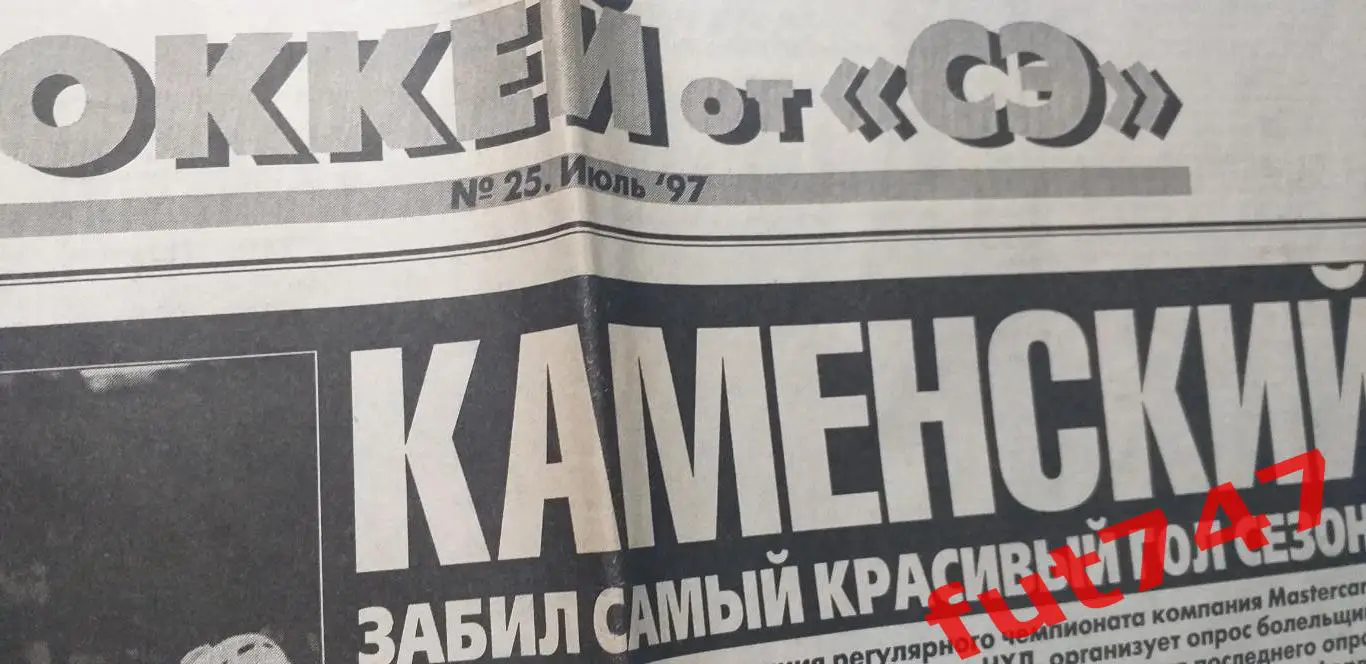 ОККЕЙ от «СЭ»
№ 25. Июль '97
КАМЕНСКИЙ
ЗАБИЛ САМЫЙ КРАСИВЫЙ ГОЛ СЕЗОН
регулярного чемпионата компания Mastercar
НХЛ организует опрос болельщи
последнего опро
fut747